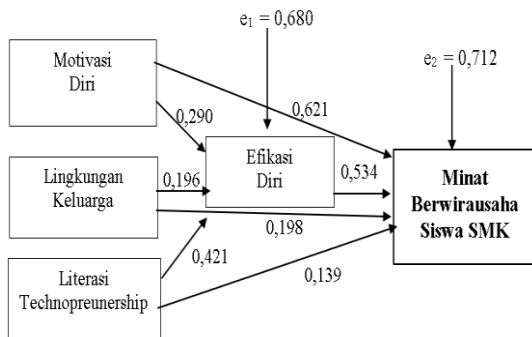 e₁ = 0,680
e₂ = 0,712
Motivasi
Diri
0,290
0,621
Efikasi
Diri
0,534
Minat
Berwirausaha
Siswa SMK
Lingkungan
Keluarga
0,196
0,198
0,421
0,139
Literasi
Technopreunership